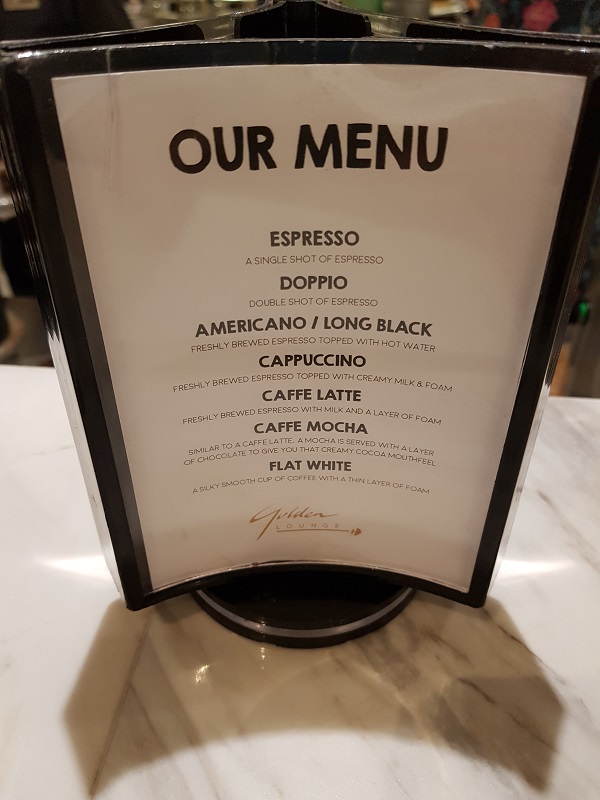 OUR MENU
ESPRESSO
A SINGLE SHOT OF ESPRESSO
DOPPIO
DOUBLE SHOT OF ESPRESSO
AMERICANO / LONG BLACK
FRESHLY BREWED ESPRESSO TOPPED WITH HOT WATER
CAPPUCCINO
FRESHLY BREWED ESPRESSO TOPPED WITH CREAMY MILK & FOAM
CAFFE LATTE
FRESHLY BREWED ESPRESSO WITH MILK AND A LAYER OF FOAM
CAFFE MOCHA
SIMILAR TO A CAFFE LATTE. A MOCHA IS SERVED WITH A LAYER
OF CHOCOLATE TO GIVE YOU THAT CREAMY COCOA MOUTHFEEL
FLAT WHITE
A SILKY SMOOTH CUP OF COFFEE WITH A THIN LAYER OF FOAM
Golden
LOUNGE